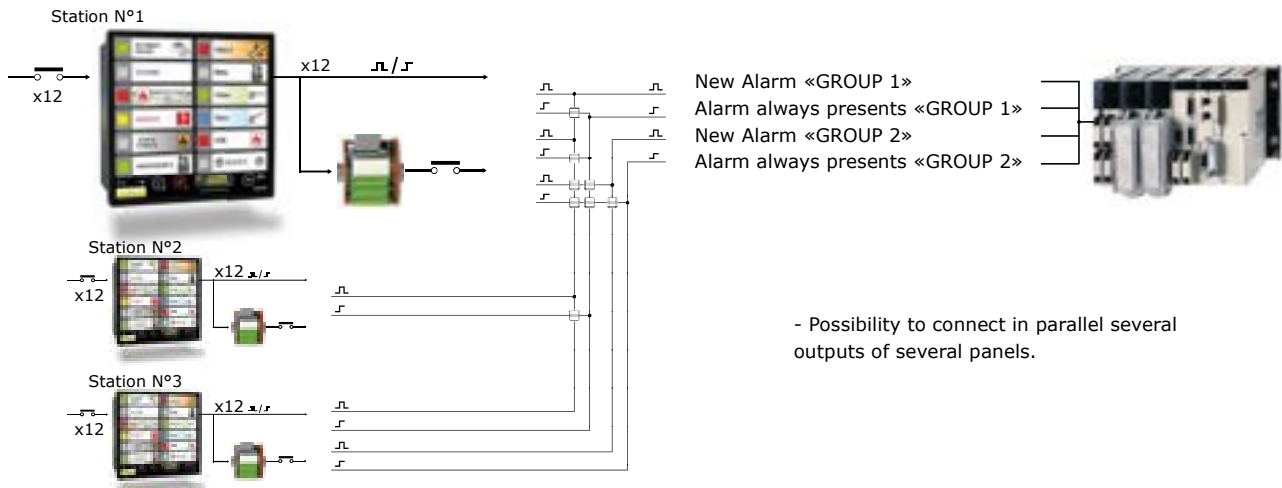 Station N°1
x12
x12
New Alarm «GROUP 1»
Alarm always presents «GROUP 1»
New Alarm «GROUP 2»
Alarm always presents «GROUP 2»
Station N°2
x12
x12
- Possibility to connect in parallel several
outputs of several panels.
Station N°3
x12
x12